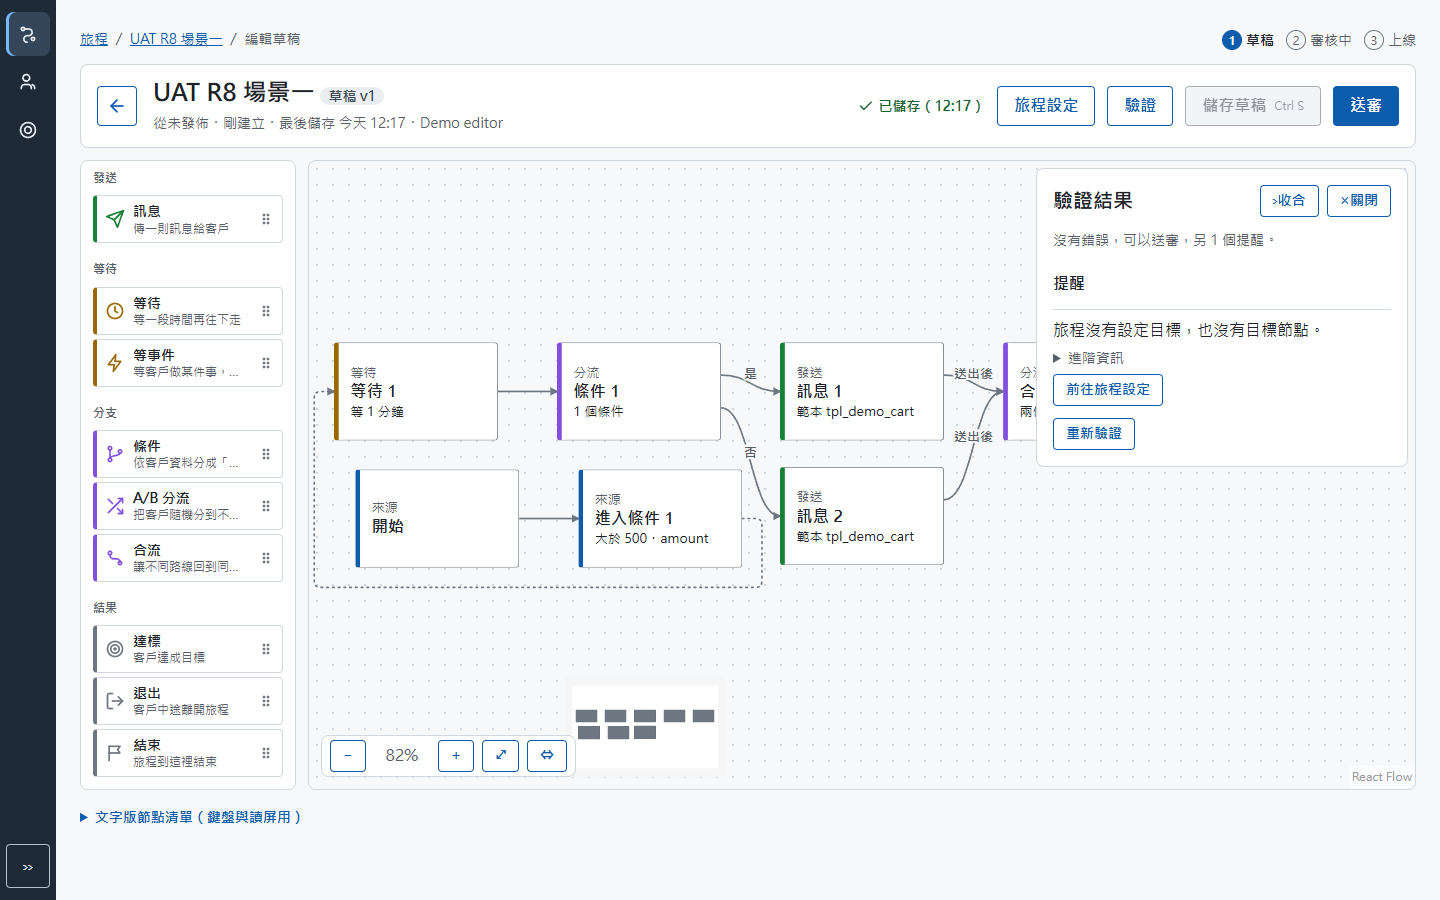 旅程 / UAT R8 場景一 / 編輯草稿
1 草稿 2 審核中 3 上線
UAT R8 場景一 草稿 v1
從未發佈·剛建立·最後儲存 今天 12:17·Demo editor
已儲存（12:17）
旅程設定
驗證
儲存草稿 Ctrl S
送審
發送
訊息
傳一則訊息給客戶
等待
等待
等一段時間再往下走
等事件
等客戶做某件事，...
分支
條件
依客戶資料分成「...
A/B 分流
把客戶隨機分到不...
合流
讓不同路線回到同...
結果
達標
客戶達成目標
退出
客戶中途離開旅程
結束
旅程到這裡結束
等待
等待 1
等 1 分鐘
分流
條件 1
1 個條件
是
否
發送
訊息 1
範本 tpl_demo_cart
送出後
送出後
分
合
兩
來源
開始
來源
進入條件 1
大於 500·amount
發送
訊息 2
範本 tpl_demo_cart
驗證結果
›收合
×關閉
沒有錯誤，可以送審，另 1 個提醒。
提醒
旅程沒有設定目標，也沒有目標節點。
進階資訊
前往旅程設定
重新驗證
− 82% +
React Flow
文字版節點清單（鍵盤與讀屏用）
»